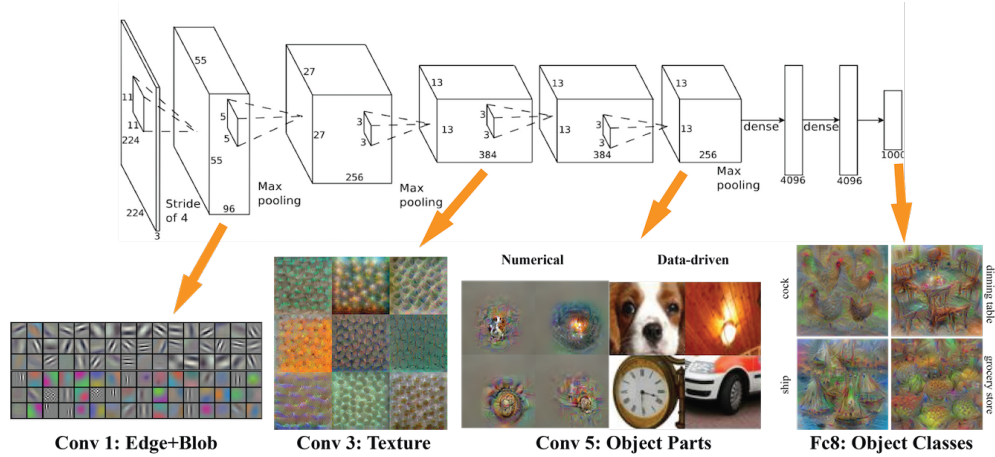 55
11
11
224
224
3
Stride
of 4
5
5
55
96
Max
pooling
27
27
3
3
256
Max
pooling
13
13
3
3
384
13
13
3
3
384
13
13
256
Max
pooling
dense
4096
dense
4096
1000
Numerical
Data-driven
cock
dinning table
ship
grocery store
Conv 1: Edge+Blob
Conv 3: Texture
Conv 5: Object Parts
Fc8: Object Classes